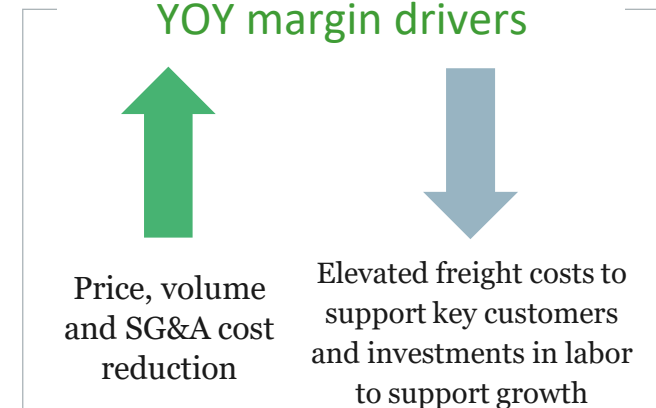 YOY margin drivers
Price, volume
and SG&A cost
reduction
Elevated freight costs to
support key customers
and investments in labor
to support growth